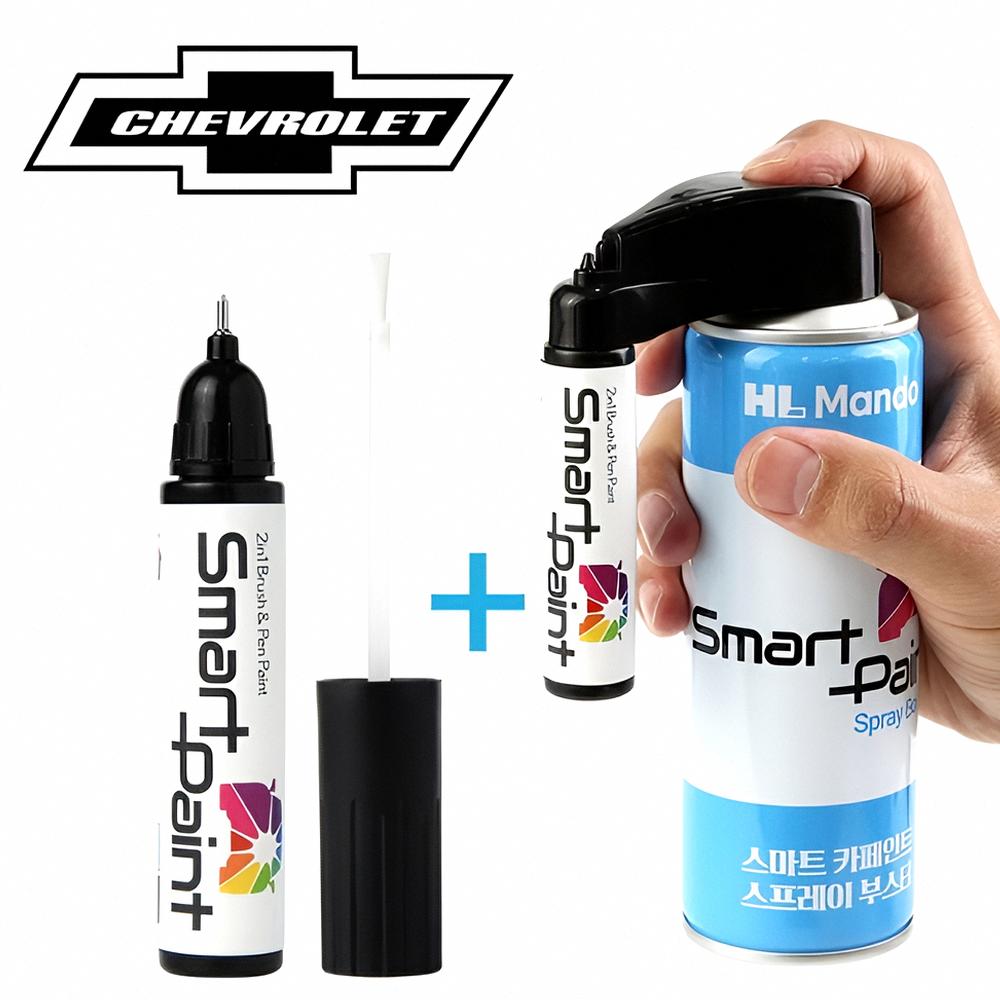 CHEVROLET
2in1 Brush & Pen Paint
Smart
Paint
2in1 Brush & Pen Paint
Smart
Paint
HL Mando
Smart
Spray
스마트 카페인트
스프레이 부스터